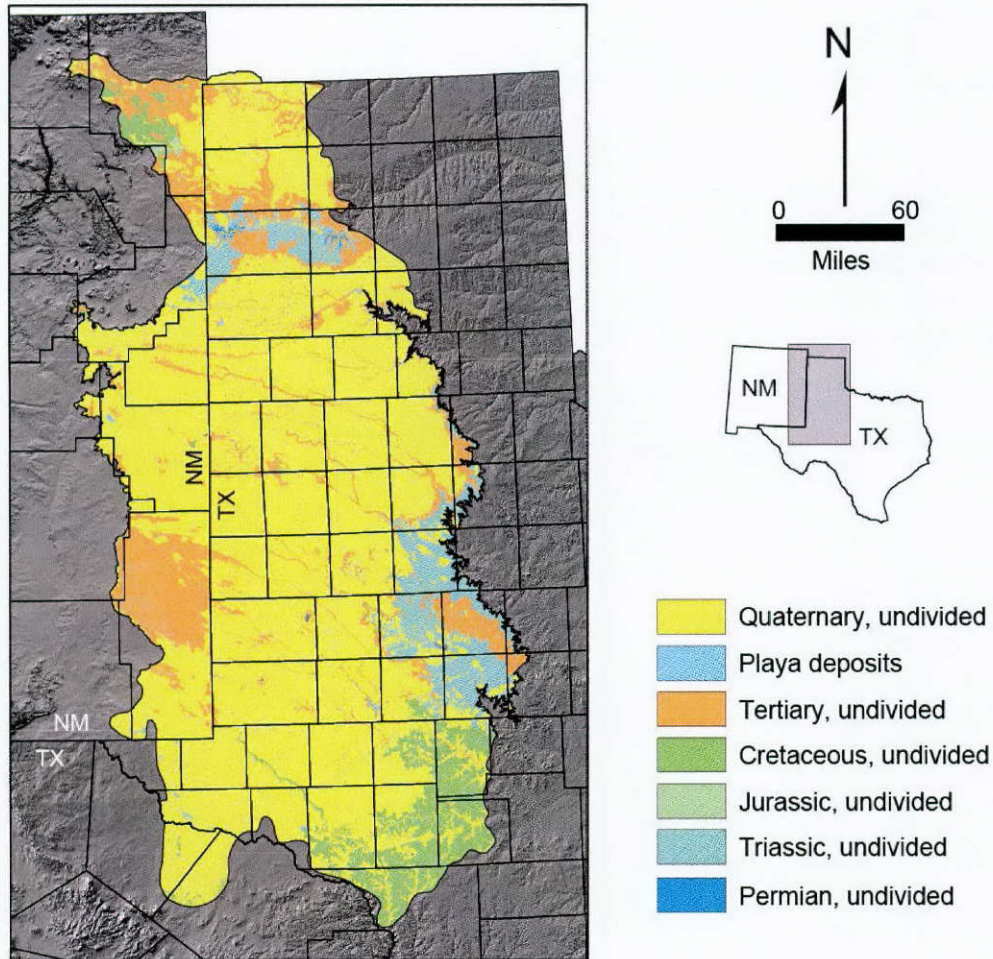 N
0 60
Miles
NM
TX
NM
TX
NM
TX
Quaternary, undivided
Playa deposits
Tertiary, undivided
Cretaceous, undivided
Jurassic, undivided
Triassic, undivided
Permian, undivided